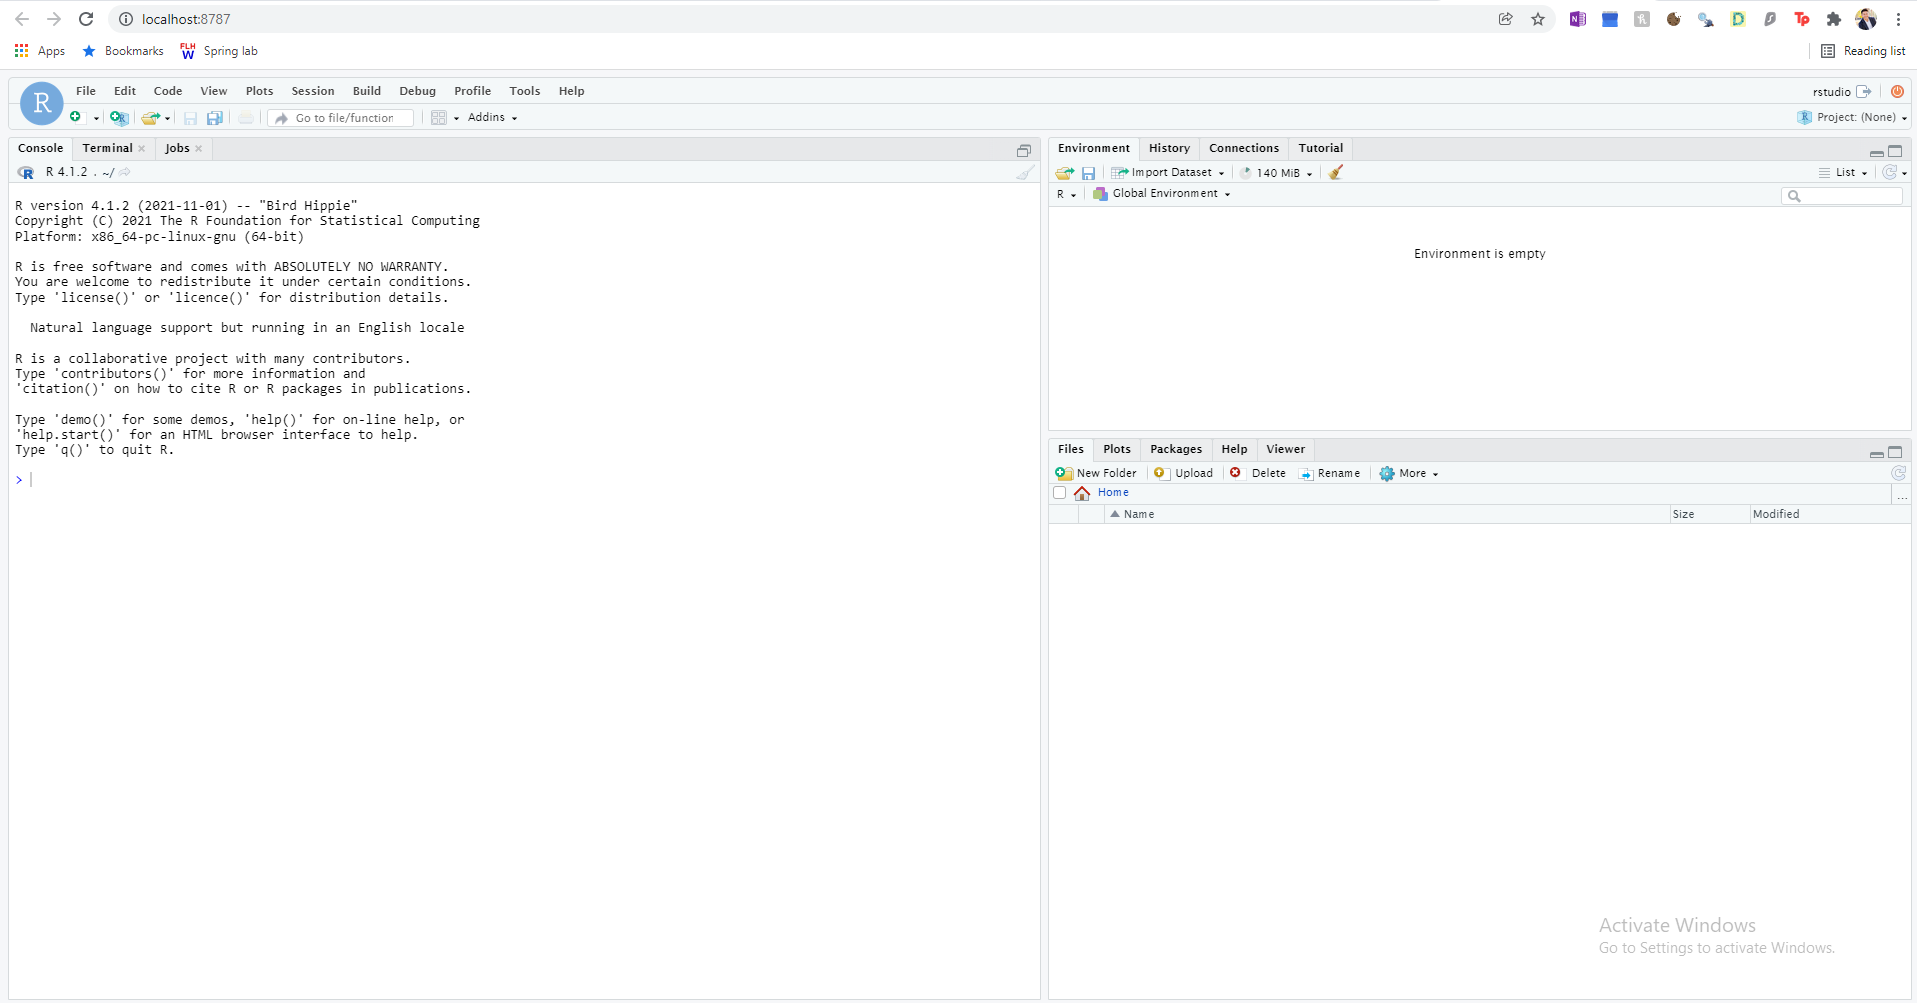 localhost:8787
Apps Bookmarks FLH W Spring lab Reading list
R File Edit Code View Plots Session Build Debug Profile Tools Help rstudio
Go to file/function Addins Project: (None)
Console Terminal Jobs
R 4.1.2 . ~/
R version 4.1.2 (2021-11-01) -- "Bird Hippie"
Copyright (C) 2021 The R Foundation for Statistical Computing
Platform: x86_64-pc-linux-gnu (64-bit)
R is free software and comes with ABSOLUTELY NO WARRANTY.
You are welcome to redistribute it under certain conditions.
Type 'license()' or 'licence()' for distribution details.
Natural language support but running in an English locale
R is a collaborative project with many contributors.
Type 'contributors()' for more information and
'citation()' on how to cite R or R packages in publications.
Type 'demo()' for some demos, 'help()' for on-line help, or
'help.start()' for an HTML browser interface to help.
Type 'q()' to quit R.
>
Environment History Connections Tutorial
Import Dataset 140 MiB List
R Global Environment
Environment is empty
Files Plots Packages Help Viewer
New Folder Upload Delete Rename More
Home ...
Name Size Modified
Activate Windows
Go to Settings to activate Windows.